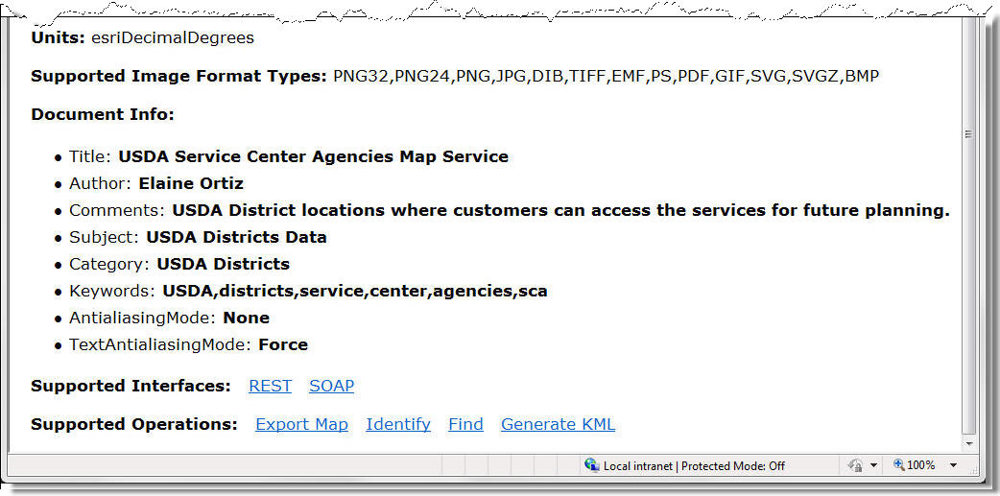 Units: esriDecimalDegrees
Supported Image Format Types: PNG32,PNG24,PNG,JPG,DIB,TIFF,EMF,PS,PDF,GIF,SVG,SVGZ,BMP
Document Info:
• Title: USDA Service Center Agencies Map Service
• Author: Elaine Ortiz
• Comments: USDA District locations where customers can access the services for future planning.
• Subject: USDA Districts Data
• Category: USDA Districts
• Keywords: USDA,districts,service,center,agencies,sca
• AntialiasingMode: None
• TextAntialiasingMode: Force
Supported Interfaces: REST SOAP
Supported Operations: Export Map Identify Find Generate KML
Local intranet | Protected Mode: Off 100%